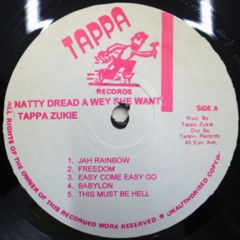 TAPPA
RECORDS
NATTY DREAD A WEY SHE WANT
TAPPA ZUKIE
SIDE A
Prod. By
Tappa Zukie
Dist. By
Tappa Records
45 East Ave,
1. JAH RAINBOW
2. FREEDOM
3. EASY COME EASY GO
4. BABYLON
5. THIS MUST BE HELL
ALL RIGHTS OF THE OWNER OF THIS RECORDED WORK RESERVED ● UNAUTHORISED COPYING